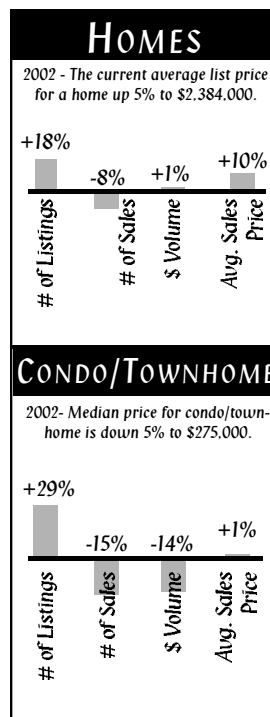 HOMES
2002 - The current average list price
for a home up 5% to $2,384,000.
+18%
-8%
+1%
+10%
# of Listings
# of Sales
$ Volume
Avg. Sales
Price
CONDO/TOWNHOME
2002- Median price for condo/town-
home is down 5% to $275,000.
+29%
-15%
-14%
+1%
# of Listings
# of Sales
$ Volume
Avg. Sales
Price